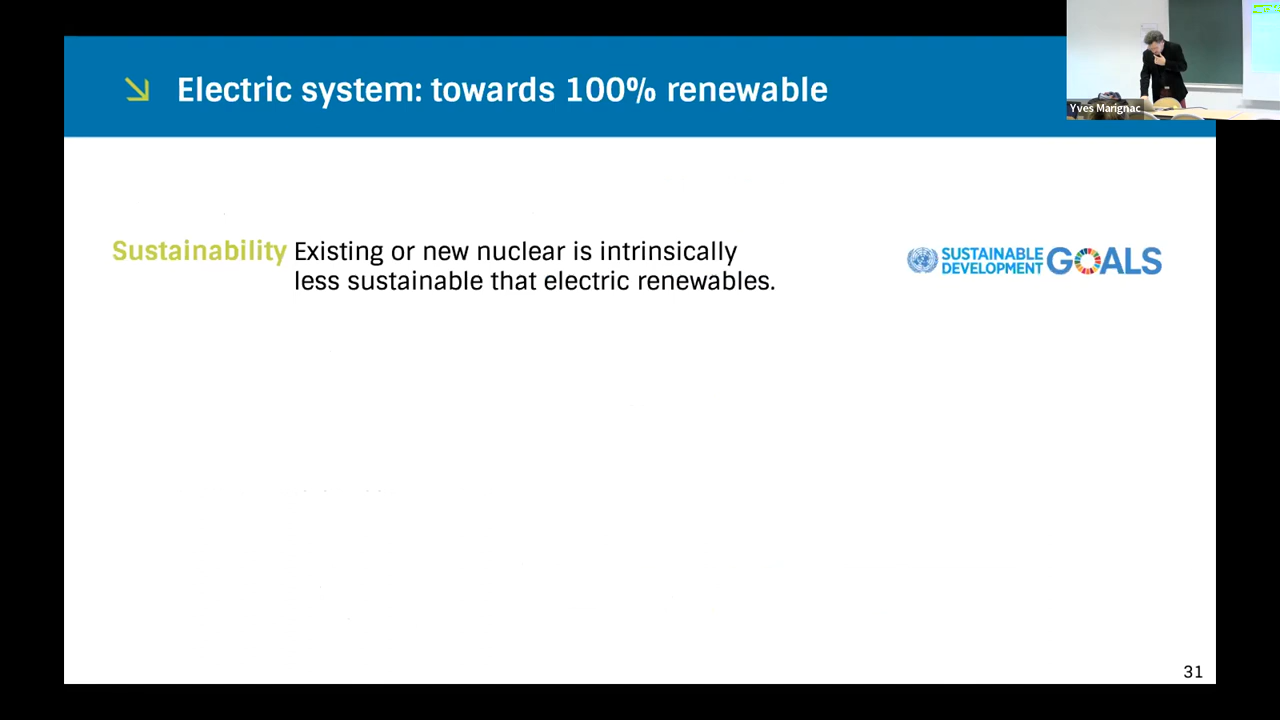 Electric system: towards 100% renewable
Yves Marignac
Sustainability Existing or new nuclear is intrinsically
less sustainable that electric renewables.
SUSTAINABLE
DEVELOPMENT GOALS
31